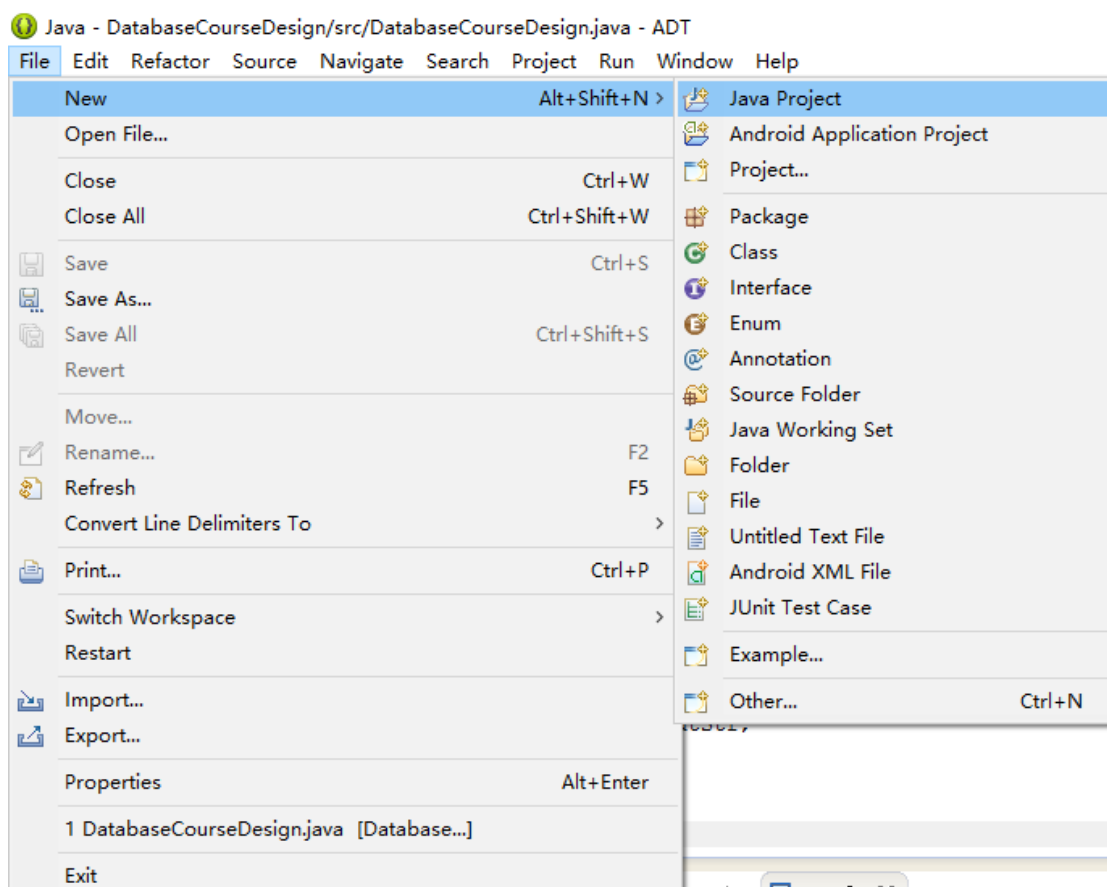 Java - DatabaseCourseDesign/src/DatabaseCourseDesign.java - ADT
File Edit Refactor Source Navigate Search Project Run Window Help
New Alt+Shift+N >
Open File...
Close Ctrl+W
Close All Ctrl+Shift+W
Save Ctrl+S
Save As...
Save All Ctrl+Shift+S
Revert
Move...
Rename... F2
Refresh F5
Convert Line Delimiters To >
Print... Ctrl+P
Switch Workspace >
Restart
Import...
Export...
Properties Alt+Enter
1 DatabaseCourseDesign.java [Database...]
Exit
Java Project
Android Application Project
Project...
Package
Class
Interface
Enum
Annotation
Source Folder
Java Working Set
Folder
File
Untitled Text File
Android XML File
JUnit Test Case
Example...
Other... Ctrl+N